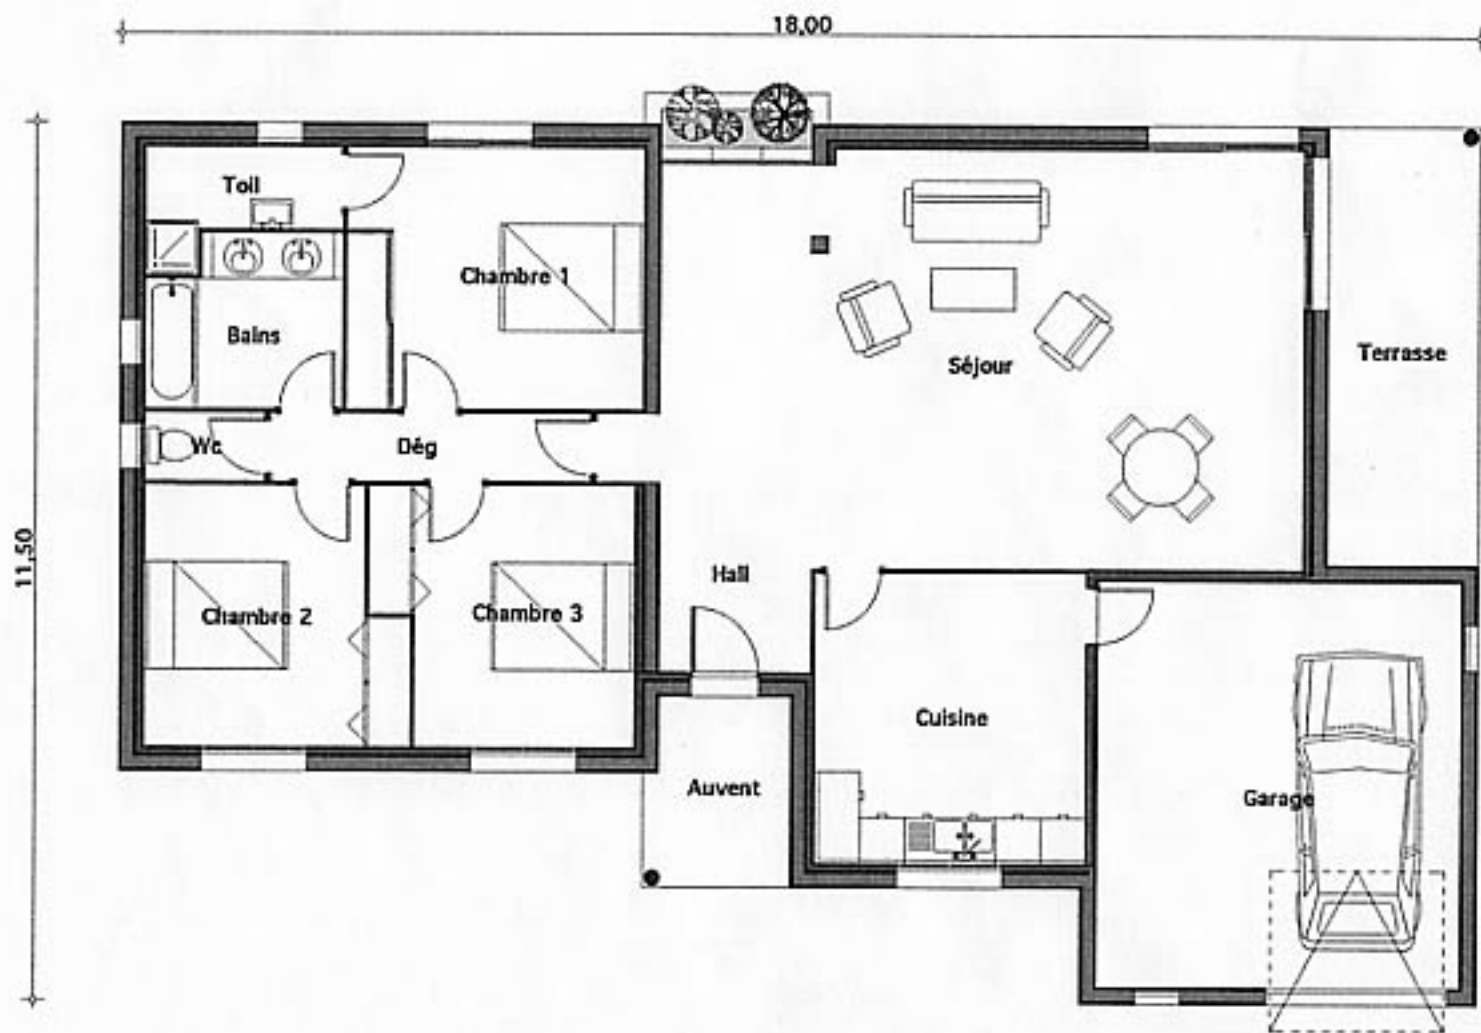 18,00
Toil
Chambre 1
Bains
Séjour
Terrasse
Wc
Dég
11,50
Hall
Chambre 2
Chambre 3
Cuisine
Auvent
Garage